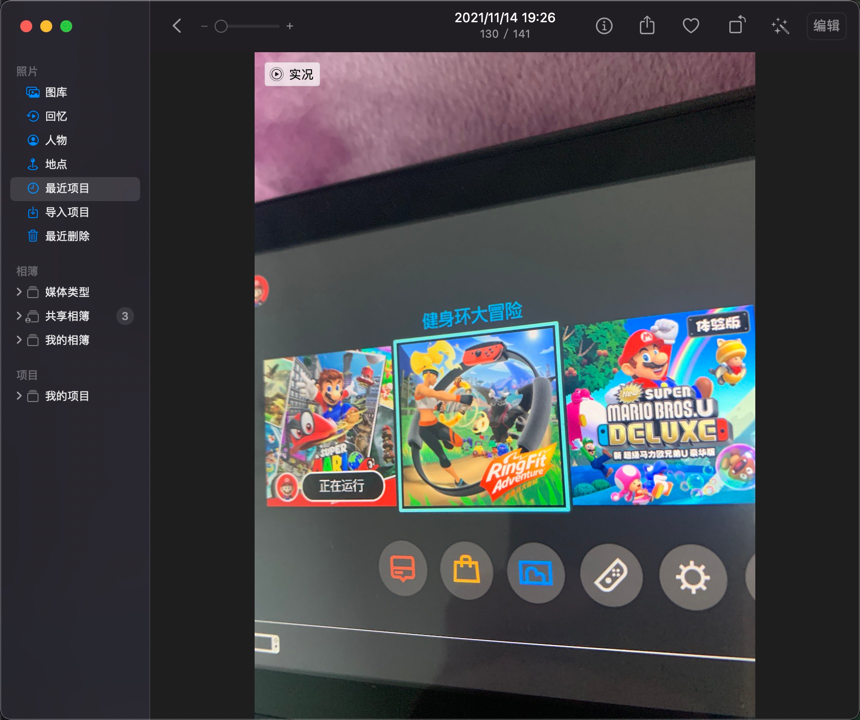 2021/11/14 19:26
130 / 141
编辑
照片
图库
回忆
人物
地点
最近项目
导入项目
最近删除
相簿
媒体类型
共享相簿
3
我的相簿
项目
我的项目
实况
健身环大冒险
体验版
SUPER
正在运行
RingFit
Adventure
New
SUPER
MARIO BROS.U
DELUXE
新 超级马力欧兄弟U 豪华版